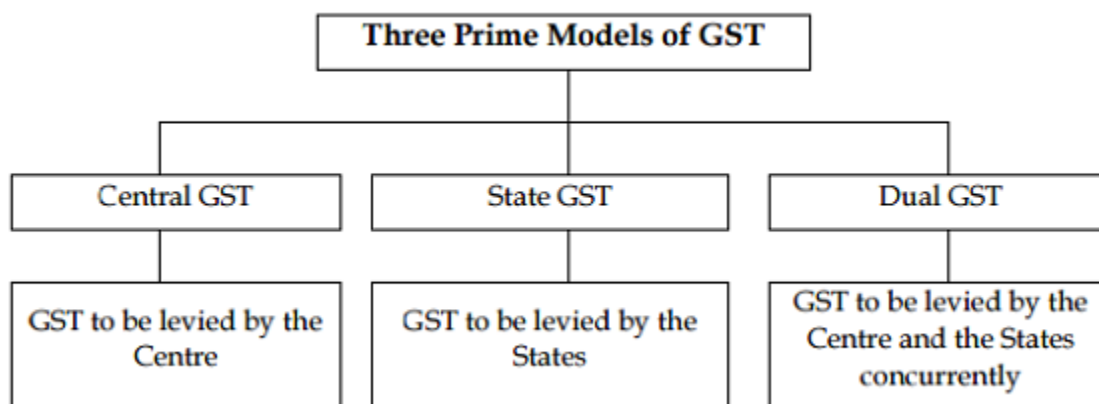 Three Prime Models of GST
Central GST
State GST
Dual GST
GST to be levied by the
Centre
GST to be levied by the
States
GST to be levied by the
Centre and the States
concurrently